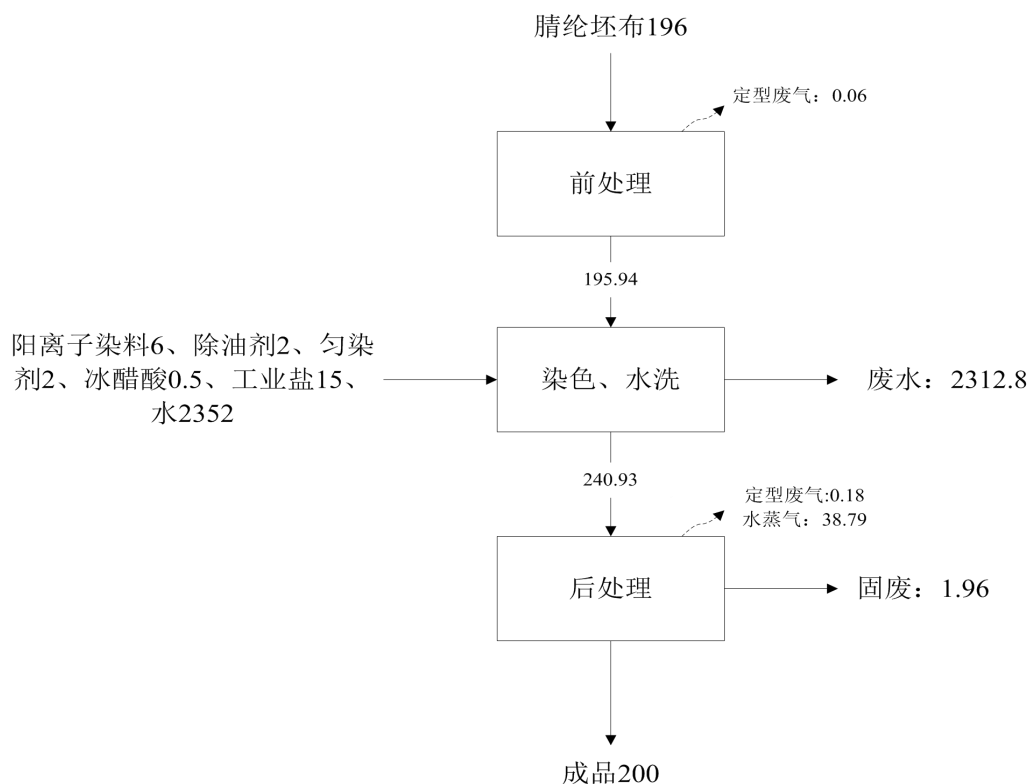 腈纶坯布196
定型废气：0.06
前处理
195.94
阳离子染料6、除油剂2、匀染
剂2、冰醋酸0.5、工业盐15、
水2352
染色、水洗
废水：2312.8
240.93
定型废气:0.18
水蒸气：38.79
后处理
固废：1.96
成品200